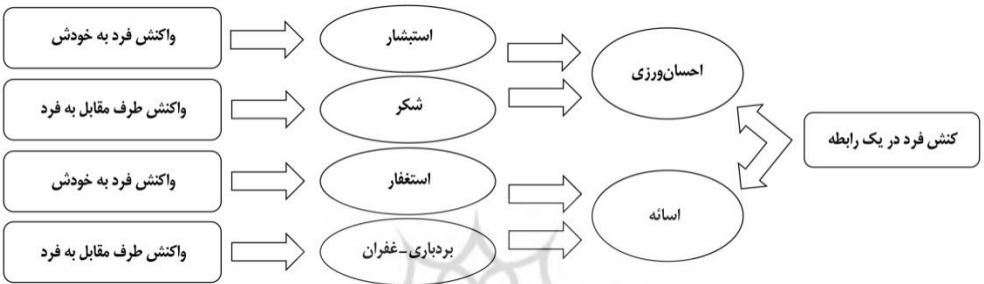 کنش فرد در یک رابطه
احسان‌ورزی
اسائه
استبشار
شکر
استغفار
بردباری-غفران
واکنش فرد به خودش
واکنش طرف مقابل به فرد
واکنش فرد به خودش
واکنش طرف مقابل به فرد